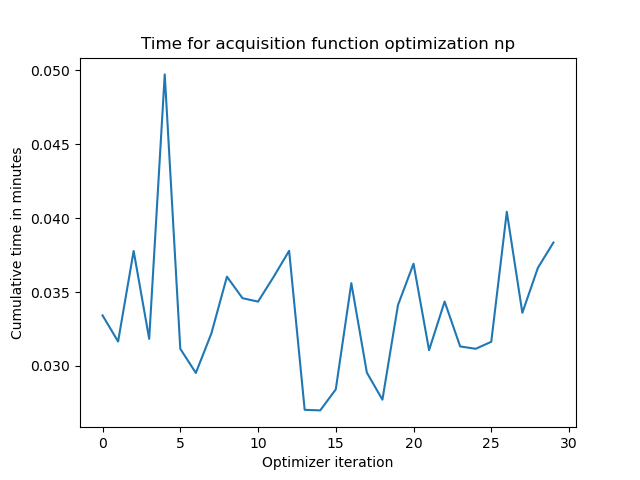 Time for acquisition function optimization np
0.050
0.045
0.040
0.035
0.030
Cumulative time in minutes
0 5 10 15 20 25 30
Optimizer iteration